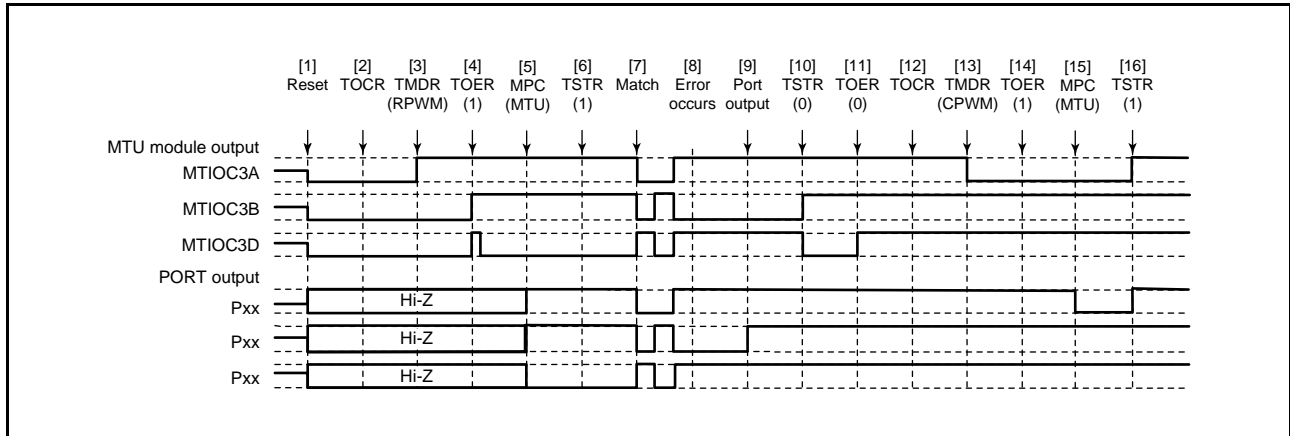 [1] [2] [3] [4] [5] [6] [7] [8] [9] [10] [11] [12] [13] [14] [15] [16]
Reset TOCR TMDR TOER MPC TSTR Match Error Port TSTR TOER TOCR TMDR TOER MPC TSTR
(RPWM) (1) (MTU) (1) occurs output (0) (0) (CPWM) (1) (MTU) (1)
MTU module output
MTIOC3A
MTIOC3B
MTIOC3D
PORT output
Pxx Hi-Z
Pxx Hi-Z
Pxx Hi-Z